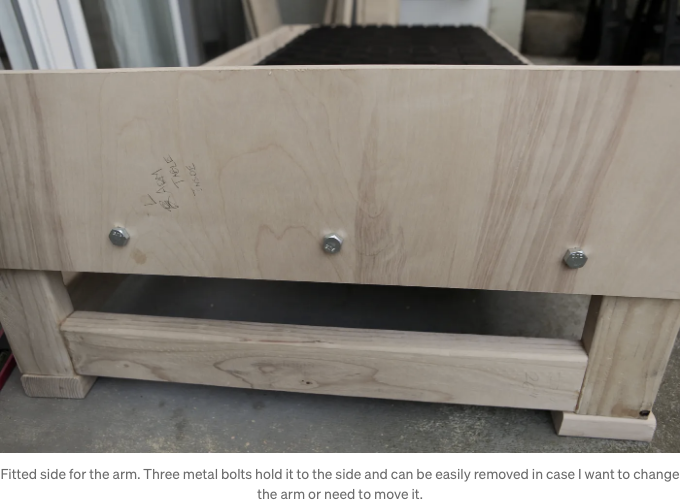 Fitted side for the arm. Three metal bolts hold it to the side and can be easily removed in case I want to change
the arm or need to move it.